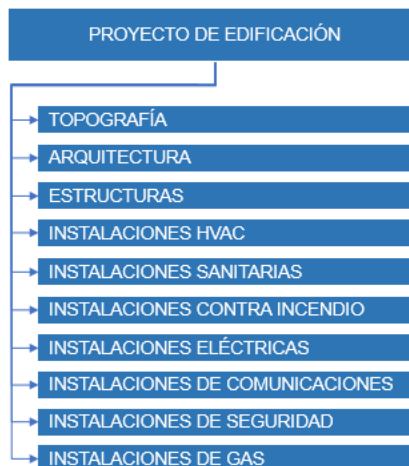 PROYECTO DE EDIFICACIÓN
TOPOGRAFÍA
ARQUITECTURA
ESTRUCTURAS
INSTALACIONES HVAC
INSTALACIONES SANITARIAS
INSTALACIONES CONTRA INCENDIO
INSTALACIONES ELÉCTRICAS
INSTALACIONES DE COMUNICACIONES
INSTALACIONES DE SEGURIDAD
INSTALACIONES DE GAS